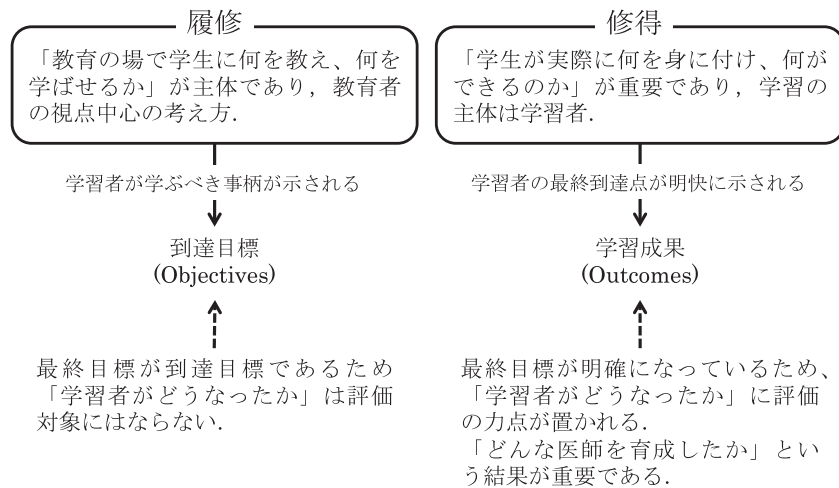 履修
「教育の場で学生に何を教え、何を
学ばせるか」が主体であり，教育者
の視点中心の考え方．
学習者が学ぶべき事柄が示される
到達目標
(Objectives)
最終目標が到達目標であるため
「学習者がどうなったか」は評価
対象にはならない．
修得
「学生が実際に何を身に付け、何が
できるのか」が重要であり，学習の
主体は学習者．
学習者の最終到達点が明快に示される
学習成果
(Outcomes)
最終目標が明確になっているため、
「学習者がどうなったか」に評価
の力点が置かれる．
「どんな医師を育成したか」とい
う結果が重要である．